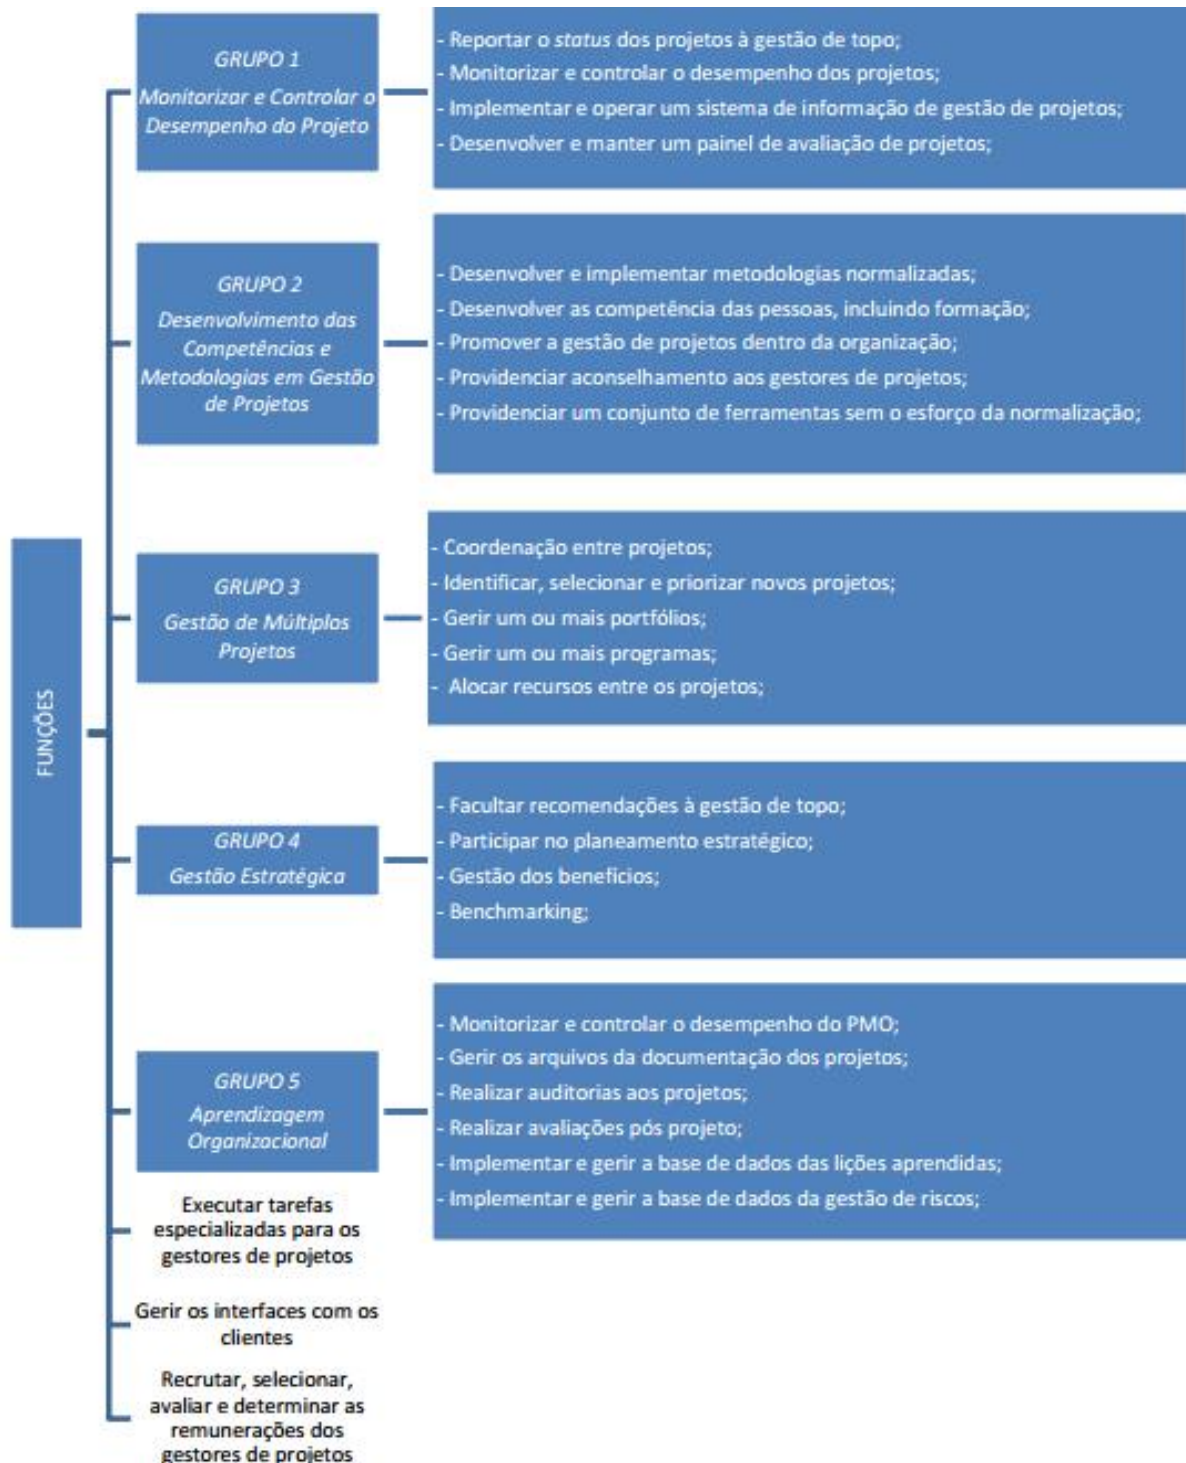 GRUPO 1
Monitorizar e Controlar o
Desempenho do Projeto
- Reportar o status dos projetos à gestão de topo;
- Monitorizar e controlar o desempenho dos projetos;
- Implementar e operar um sistema de informação de gestão de projetos;
- Desenvolver e manter um painel de avaliação de projetos;
GRUPO 2
Desenvolvimento das
Competências e
Metodologias em Gestão
de Projetos
- Desenvolver e implementar metodologias normalizadas;
- Desenvolver as competência das pessoas, incluindo formação;
- Promover a gestão de projetos dentro da organização;
- Providenciar aconselhamento aos gestores de projetos;
- Providenciar um conjunto de ferramentas sem o esforço da normalização;
FUNÇÕES
GRUPO 3
Gestão de Múltiplos
Projetos
- Coordenação entre projetos;
- Identificar, selecionar e priorizar novos projetos;
- Gerir um ou mais portfólios;
- Gerir um ou mais programas;
- Alocar recursos entre os projetos;
GRUPO 4
Gestão Estratégica
- Facultar recomendações à gestão de topo;
- Participar no planeamento estratégico;
- Gestão dos benefícios;
- Benchmarking;
GRUPO 5
Aprendizagem
Organizacional
- Monitorizar e controlar o desempenho do PMO;
- Gerir os arquivos da documentação dos projetos;
- Realizar auditorias aos projetos;
- Realizar avaliações pós projeto;
- Implementar e gerir a base de dados das lições aprendidas;
- Implementar e gerir a base de dados da gestão de riscos;
Executar tarefas
especializadas para os
gestores de projetos
Gerir os interfaces com os
clientes
Recrutar, selecionar,
avaliar e determinar as
remunerações dos
gestores de projetos